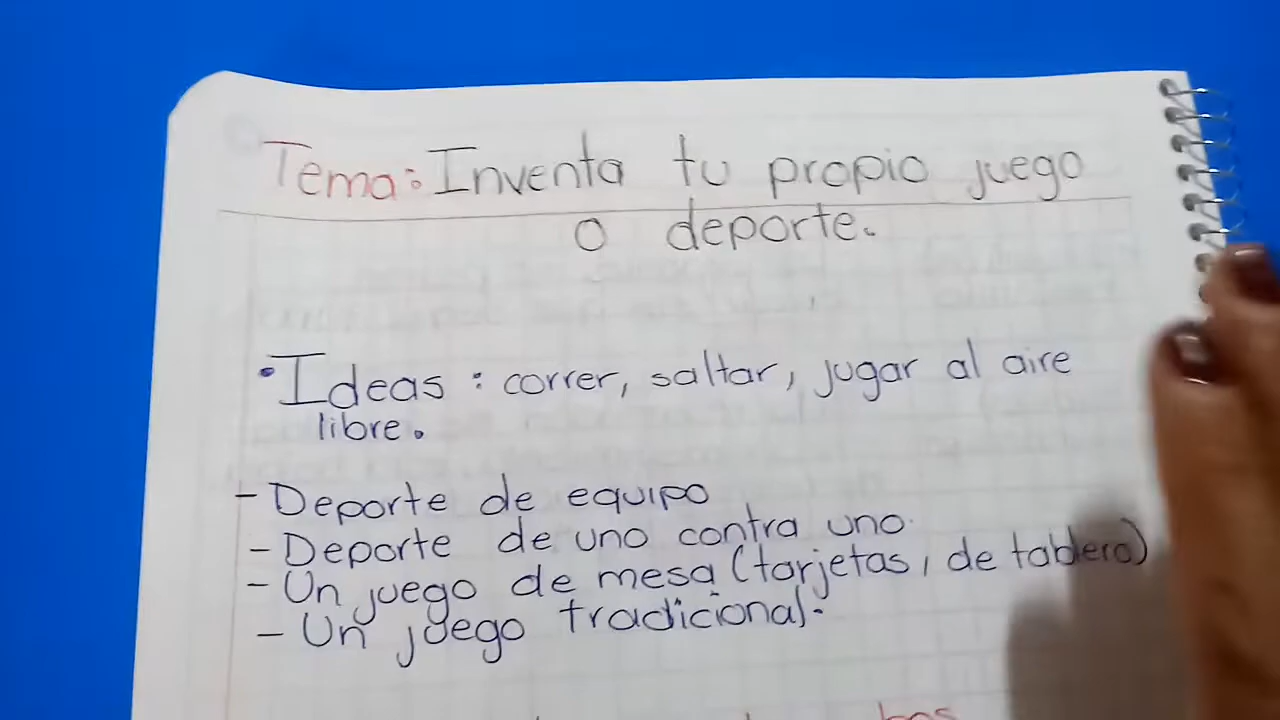 Tema: Inventa tu propio juego
o deporte.
• Ideas: correr, saltar, jugar al aire
libre.
- Deporte de equipo
- Deporte de uno contra uno.
- Un juego de mesa (tarjetas, de tablero)
- Un juego tradicional.